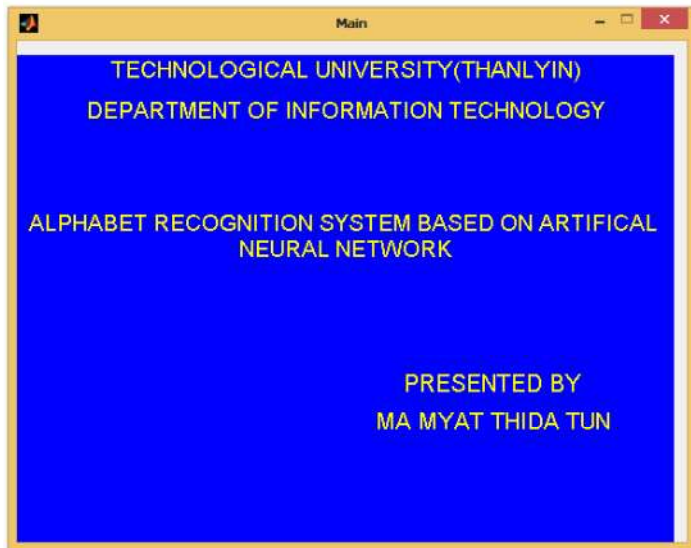 Main
TECHNOLOGICAL UNIVERSITY(THANLYIN)
DEPARTMENT OF INFORMATION TECHNOLOGY
ALPHABET RECOGNITION SYSTEM BASED ON ARTIFICAL
NEURAL NETWORK
PRESENTED BY
MA MYAT THIDA TUN